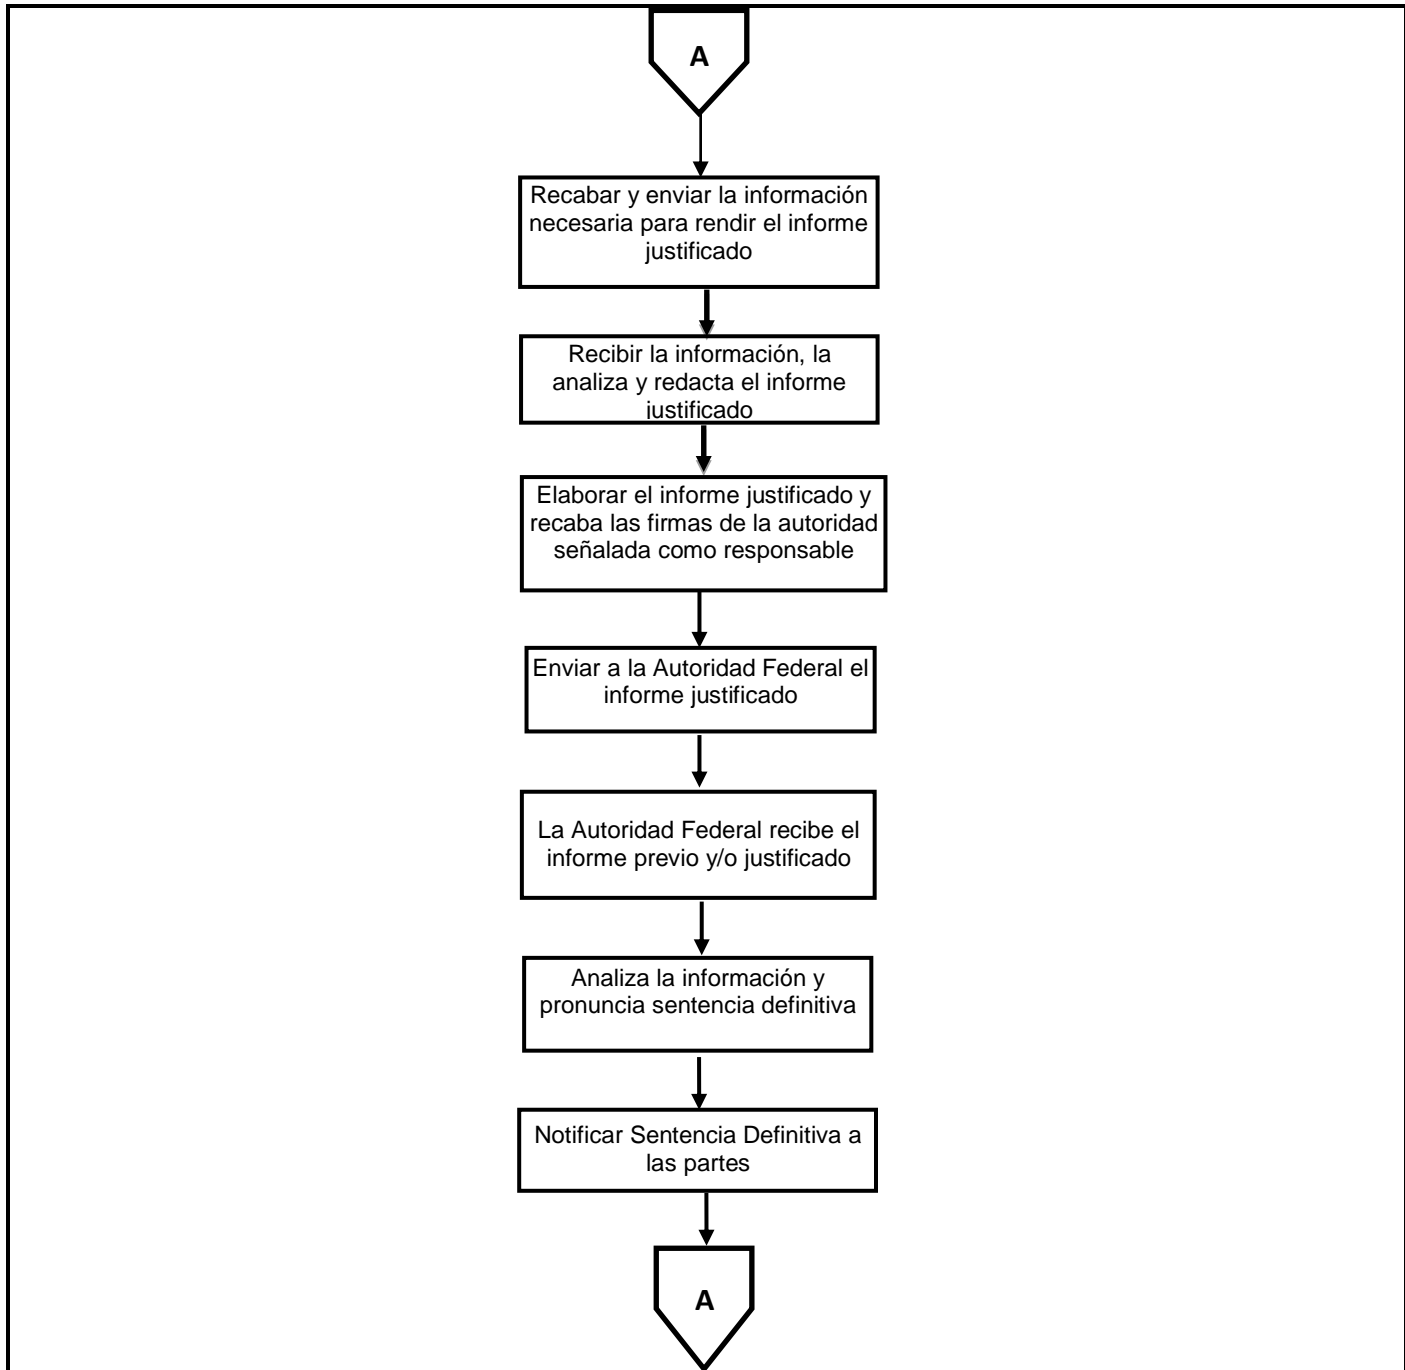 A
Recabar y enviar la información
necesaria para rendir el informe
justificado
Recibir la información, la
analiza y redacta el informe
justificado
Elaborar el informe justificado y
recaba las firmas de la autoridad
señalada como responsable
Enviar a la Autoridad Federal el
informe justificado
La Autoridad Federal recibe el
informe previo y/o justificado
Analiza la información y
pronuncia sentencia definitiva
Notificar Sentencia Definitiva a
las partes
A